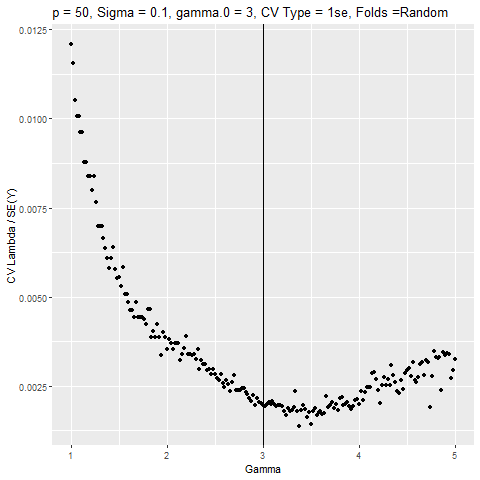 p = 50, Sigma = 0.1, gamma.0 = 3, CV Type = 1se, Folds =Random
0.0125
0.0100
0.0075
0.0050
0.0025
CV Lambda / SE(Y)
1 2 3 4 5
Gamma